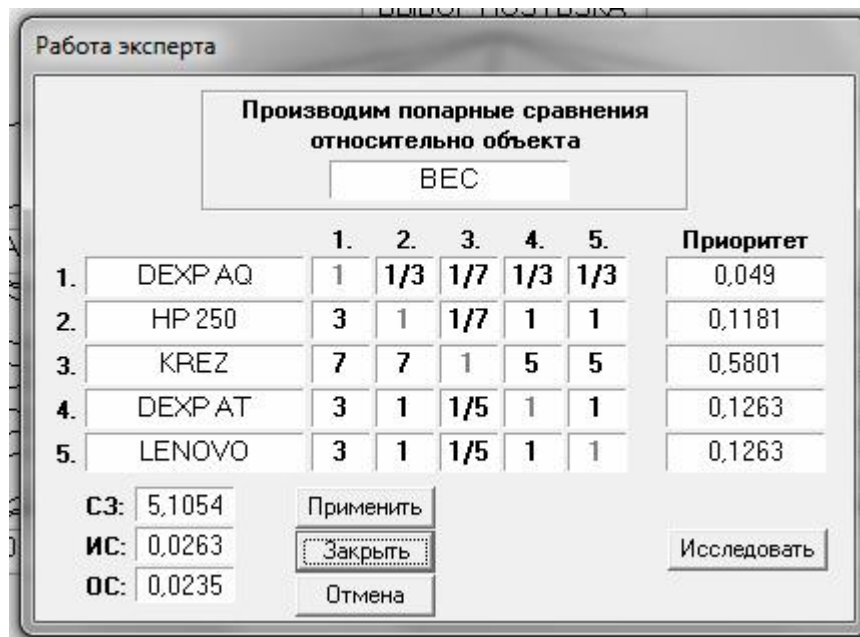 ВЫБОР НОУТБУКА
Работа эксперта
Производим попарные сравнения
относительно объекта
ВЕС
1. 2. 3. 4. 5. Приоритет
1. DEXP AQ 1 1/3 1/7 1/3 1/3 0,049
2. HP 250 3 1 1/7 1 1 0,1181
3. KREZ 7 7 1 5 5 0,5801
4. DEXP AT 3 1 1/5 1 1 0,1263
5. LENOVO 3 1 1/5 1 1 0,1263
СЗ: 5,1054 Применить
ИС: 0,0263 Закрыть Исследовать
ОС: 0,0235 Отмена